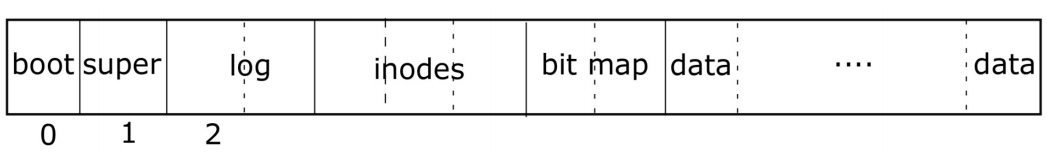 boot super log inodes bit map data .... data
0 1 2